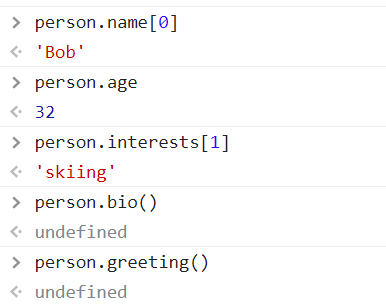 > person.name[0]
<· 'Bob'
> person.age
<· 32
> person.interests[1]
<· 'skiing'
> person.bio()
<· undefined
> person.greeting()
<· undefined